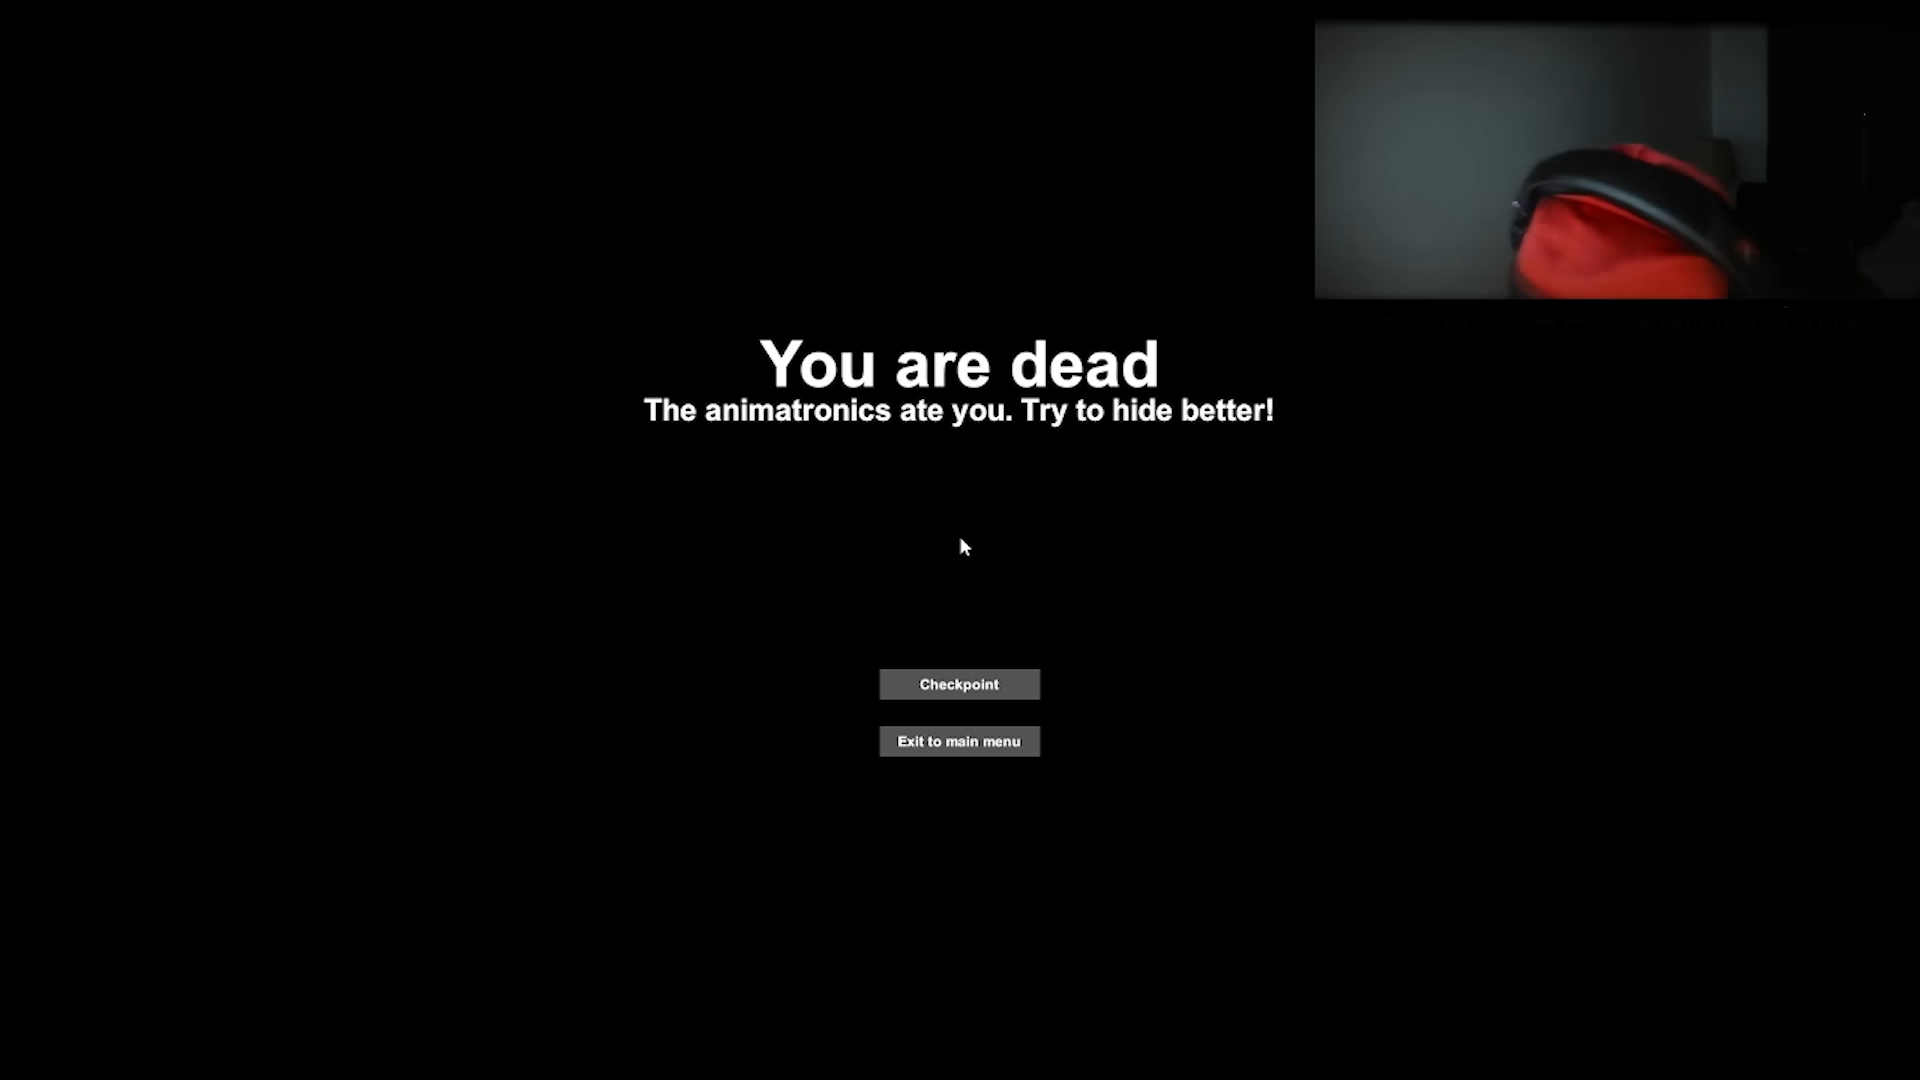 You are dead
The animatronics ate you. Try to hide better!
Checkpoint
Exit to main menu